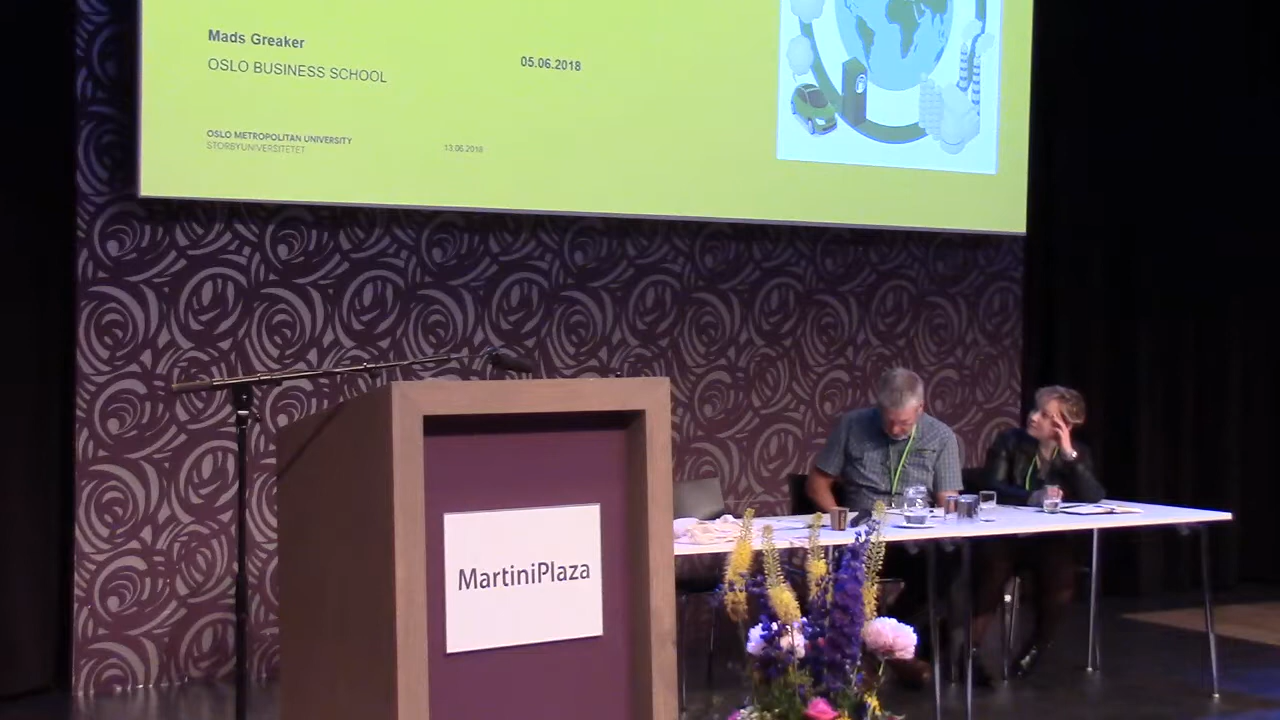 Mads Greaker
OSLO BUSINESS SCHOOL
05.06.2018
OSLO METROPOLITAN UNIVERSITY
STORBYUNIVERSITETET
13.06.2018
MartiniPlaza